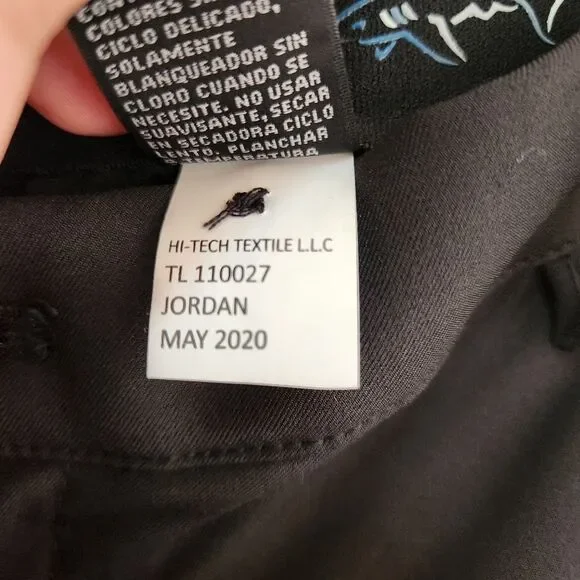 COLORES
CICLO DELICADO,
SOLAMENTE
BLANQUEADOR SIN
CLORO CUANDO SE
NECESITE, NO USAR
SUAVISANTE, SECAR
EN SECADORA CICLO
PLANCHAR
HI-TECH TEXTILE L.L.C
TL 110027
JORDAN
MAY 2020